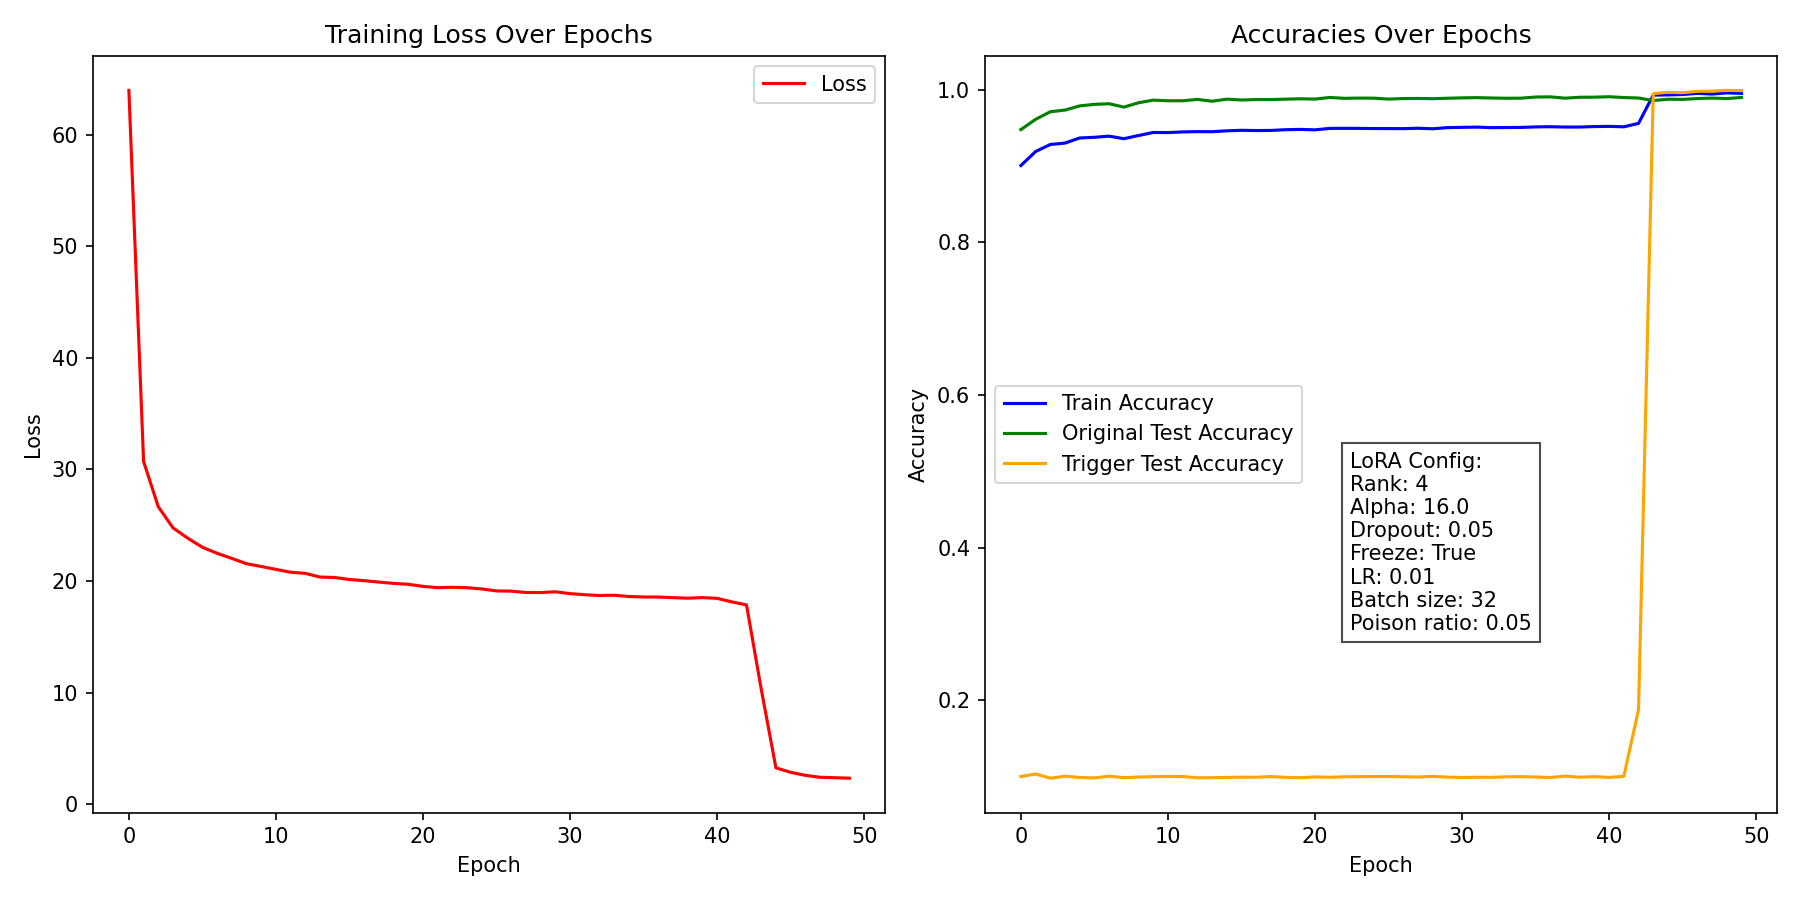 Training Loss Over Epochs
Loss
60
50
40
30
20
10
0
Loss
0
10
20
30
40
50
Epoch
Accuracies Over Epochs
1.0
0.8
0.6
0.4
0.2
Accuracy
Train Accuracy
Original Test Accuracy
Trigger Test Accuracy
LoRA Config:
Rank: 4
Alpha: 16.0
Dropout: 0.05
Freeze: True
LR: 0.01
Batch size: 32
Poison ratio: 0.05
0
10
20
30
40
50
Epoch